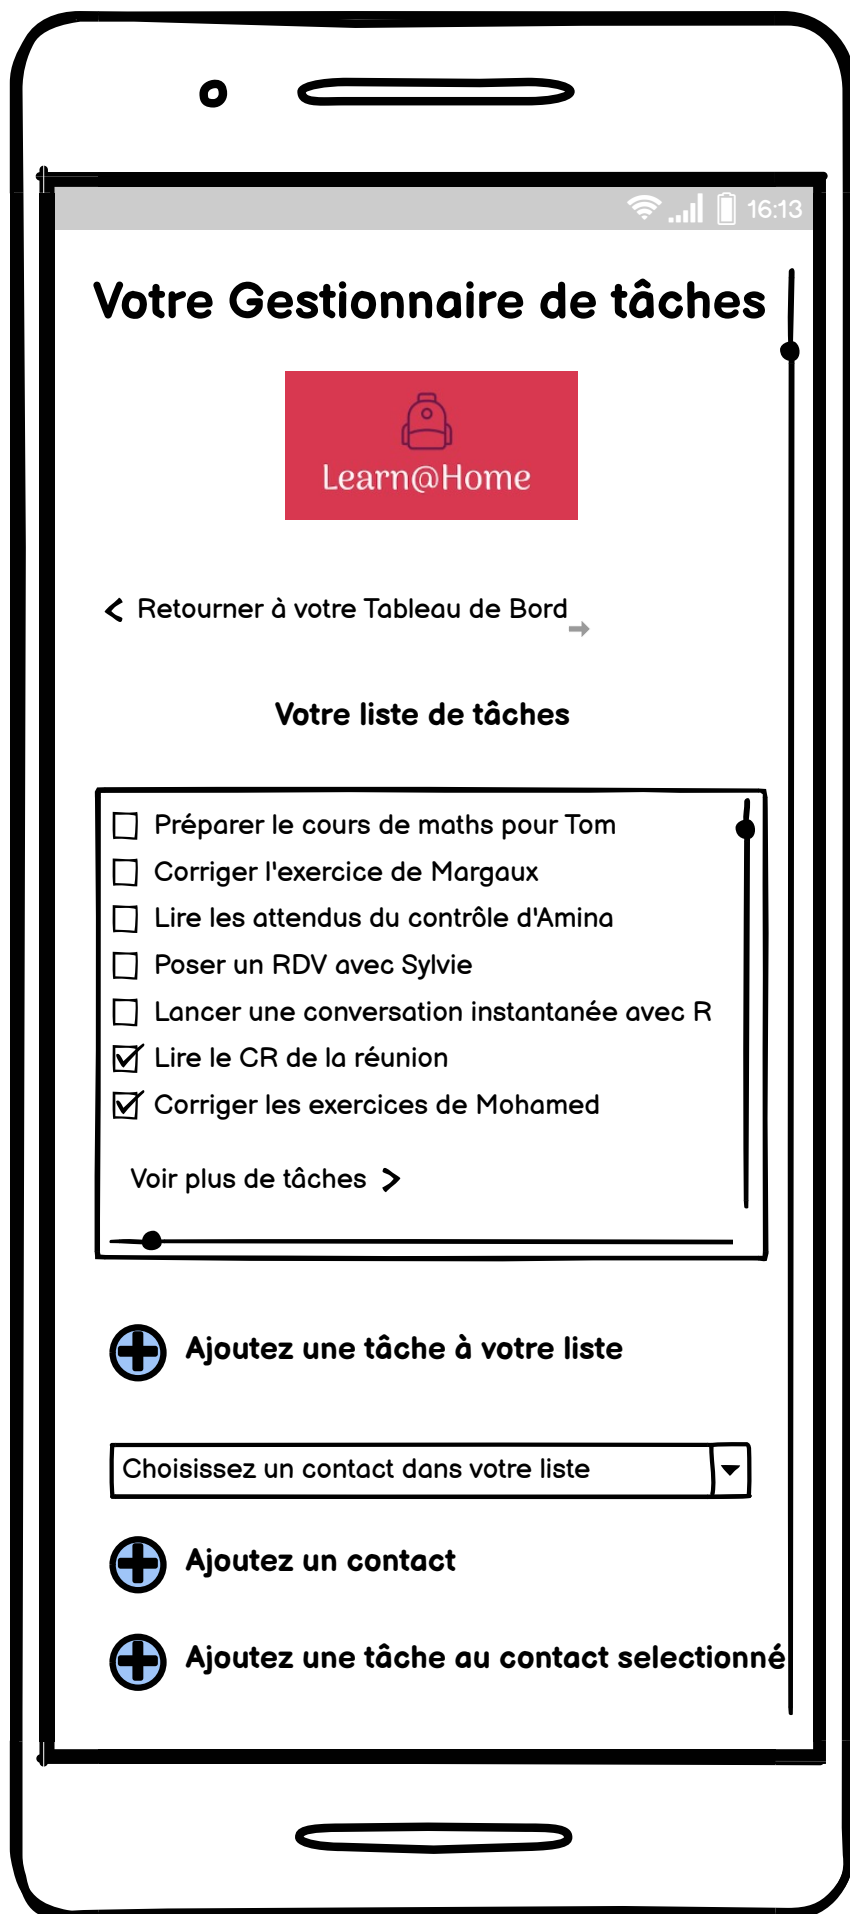 16:13
Votre Gestionnaire de tâches
Learn@Home
Retourner à votre Tableau de Bord
Votre liste de tâches
Préparer le cours de maths pour Tom
Corriger l'exercice de Margaux
Lire les attendus du contrôle d'Amina
Poser un RDV avec Sylvie
Lancer une conversation instantanée avec R
Lire le CR de la réunion
Corriger les exercices de Mohamed
Voir plus de tâches
Ajoutez une tâche à votre liste
Choisissez un contact dans votre liste
Ajoutez un contact
Ajoutez une tâche au contact selectionné